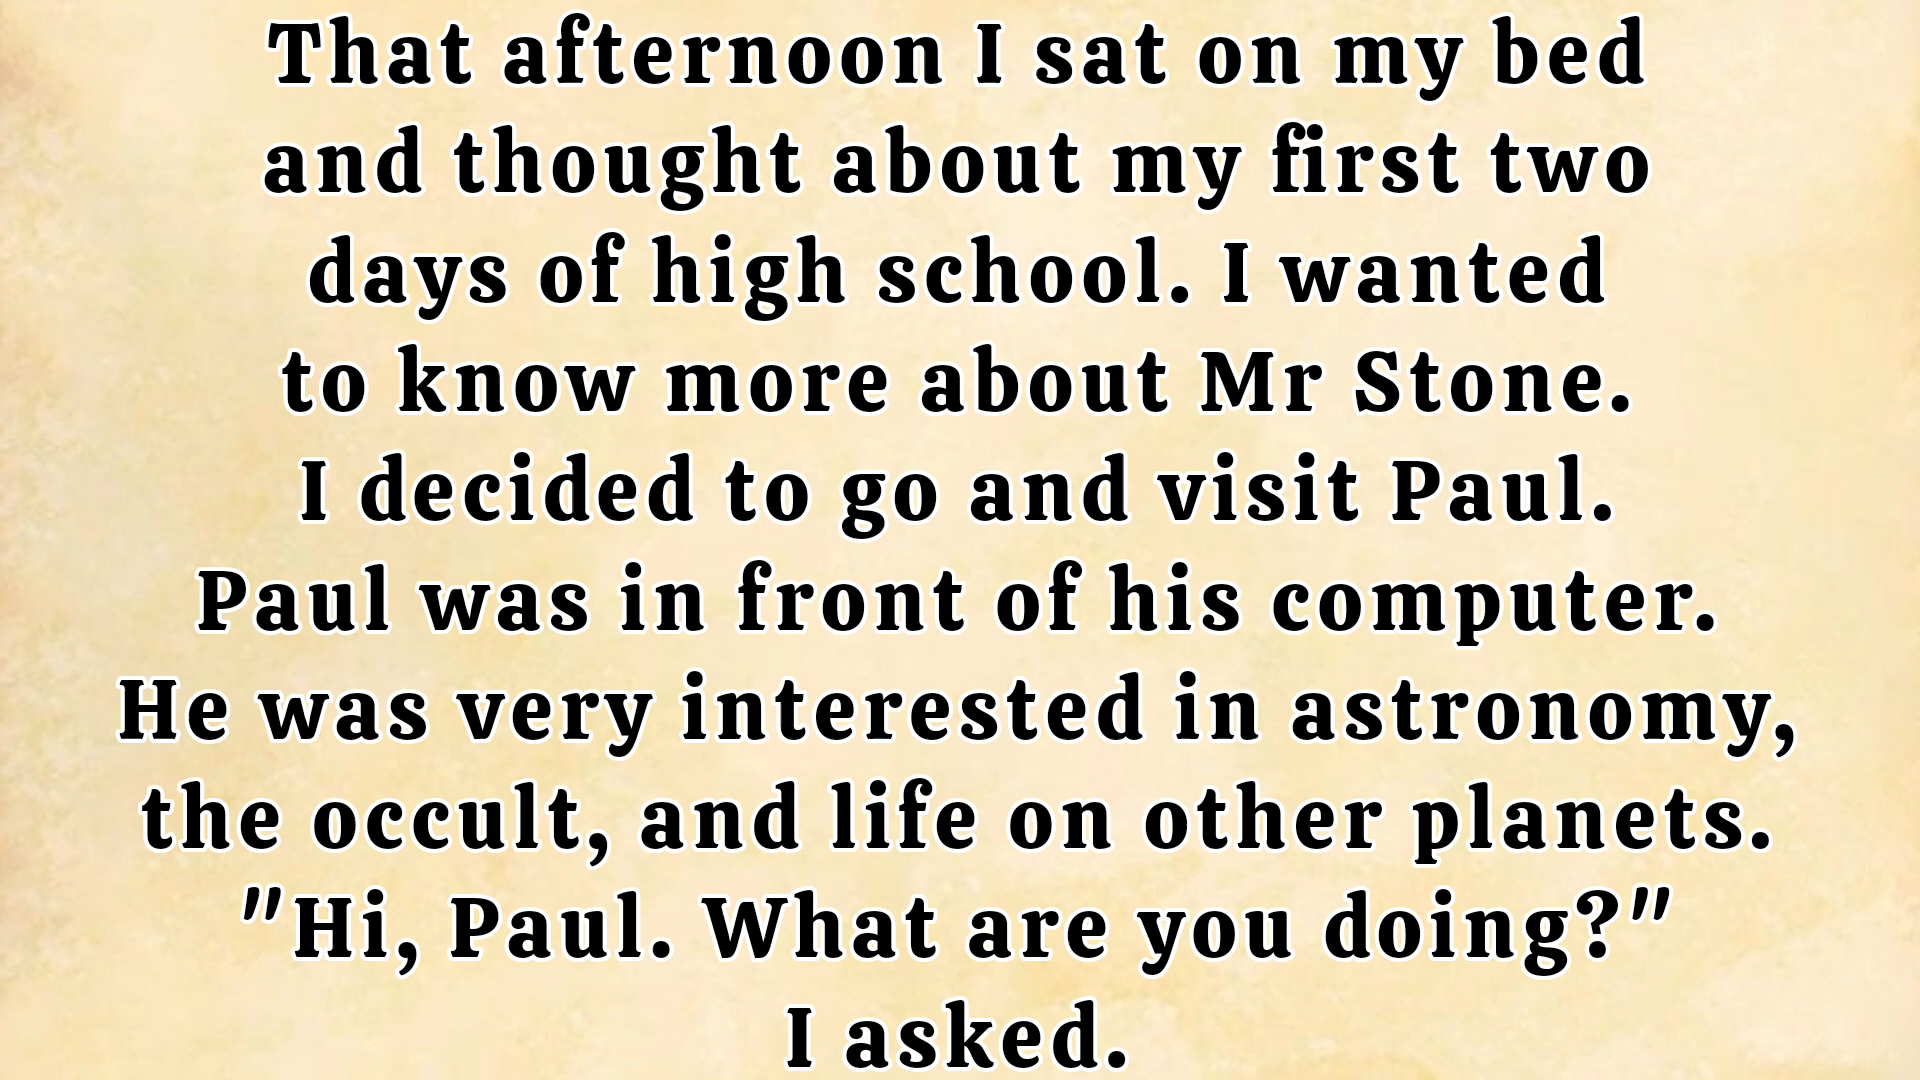 That afternoon I sat on my bed
and thought about my first two
days of high school. I wanted
to know more about Mr Stone.
I decided to go and visit Paul.
Paul was in front of his computer.
He was very interested in astronomy,
the occult, and life on other planets.
"Hi, Paul. What are you doing?"
I asked.